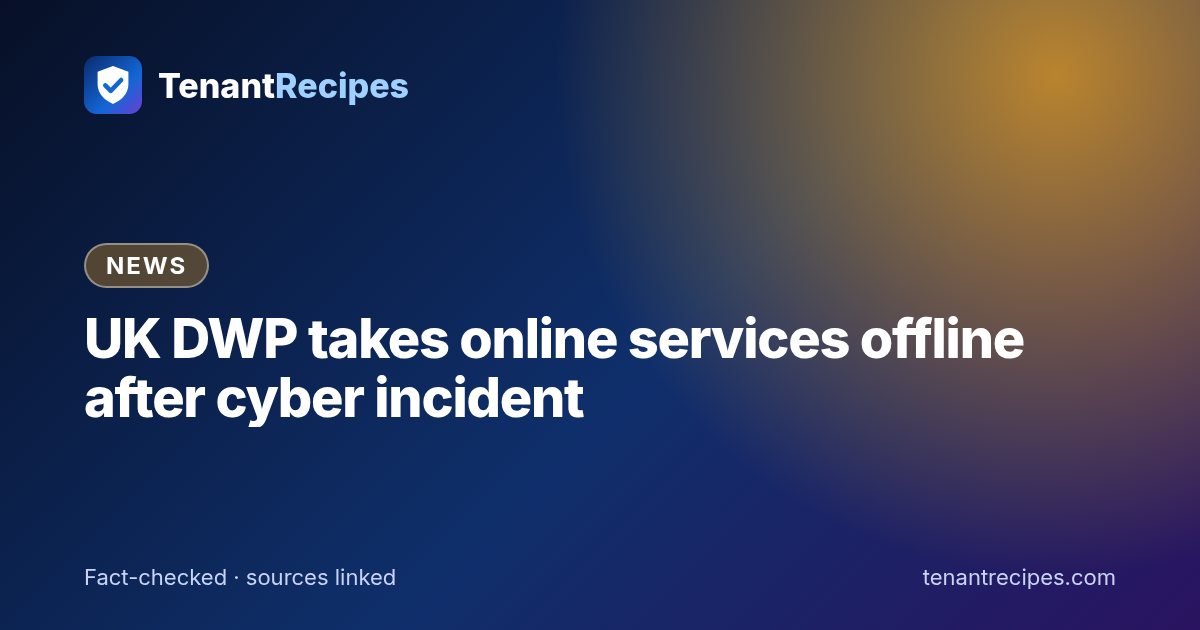 TenantRecipes
NEWS
UK DWP takes online services offline
after cyber incident
Fact-checked · sources linked
tenantrecipes.com